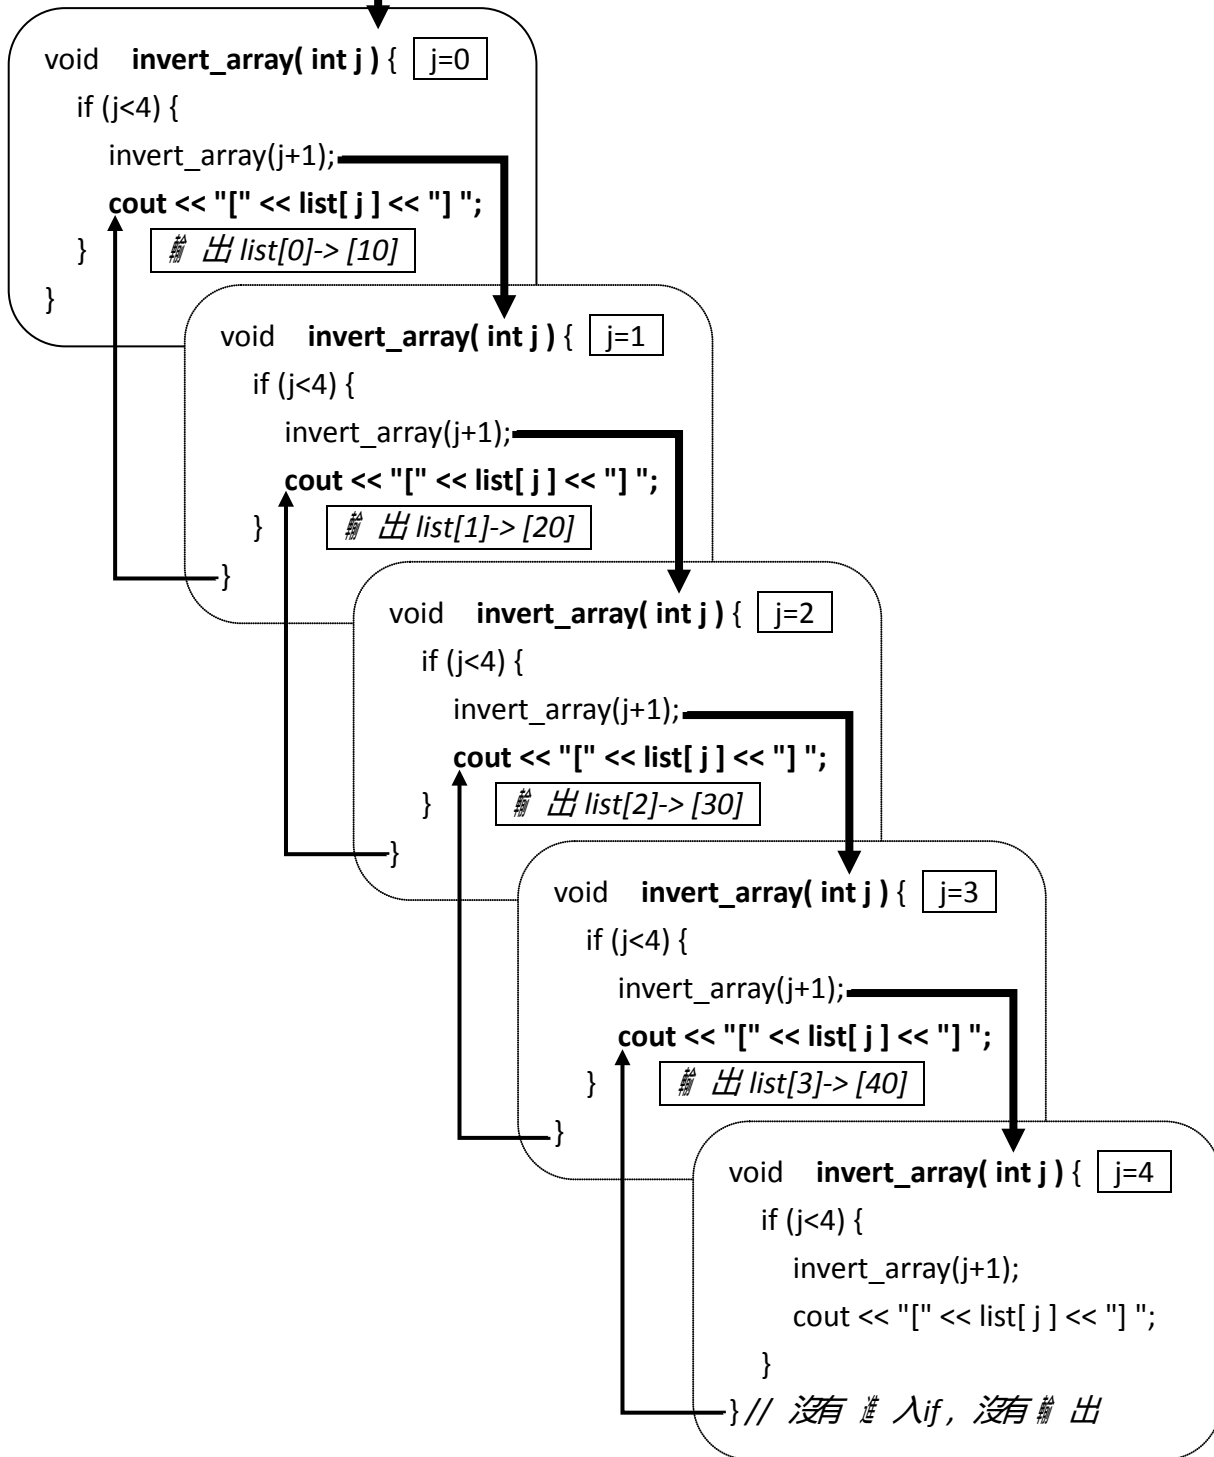 void invert_array( int j ) { j=0
if (j<4) {
invert_array(j+1);
cout << "[" << list[ j ] << "] ";
} 輸出 list[0]-> [10]
}
void invert_array( int j ) { j=1
if (j<4) {
invert_array(j+1);
cout << "[" << list[ j ] << "] ";
} 輸出 list[1]-> [20]
}
void invert_array( int j ) { j=2
if (j<4) {
invert_array(j+1);
cout << "[" << list[ j ] << "] ";
} 輸出 list[2]-> [30]
}
void invert_array( int j ) { j=3
if (j<4) {
invert_array(j+1);
cout << "[" << list[ j ] << "] ";
} 輸出 list[3]-> [40]
}
void invert_array( int j ) { j=4
if (j<4) {
invert_array(j+1);
cout << "[" << list[ j ] << "] ";
}
} // 沒有進入if , 沒有輸出